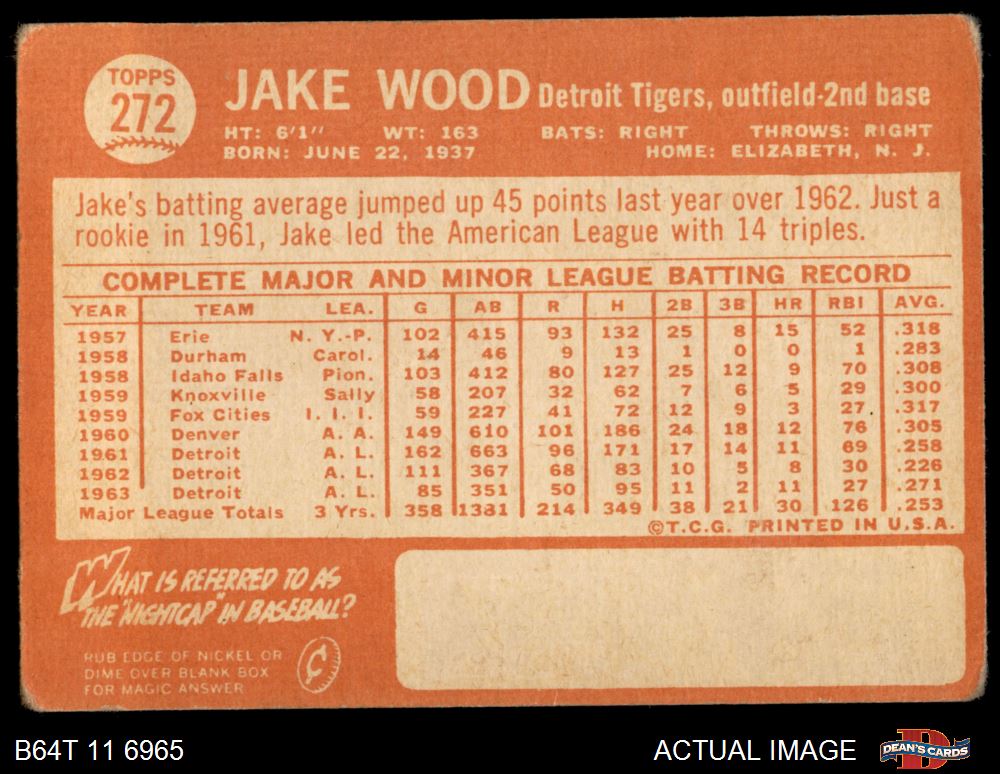 TOPPS
272
JAKE WOOD Detroit Tigers, outfield-2nd base
HT: 6'1" WT: 163 BATS: RIGHT THROWS: RIGHT
BORN: JUNE 22, 1937 HOME: ELIZABETH, N. J.
Jake's batting average jumped up 45 points last year over 1962. Just a
rookie in 1961, Jake led the American League with 14 triples.
COMPLETE MAJOR AND MINOR LEAGUE BATTING RECORD
YEAR TEAM LEA. G AB R H 2B 3B HR RBI AVG.
1957 Erie N. Y.-P. 102 415 93 132 25 8 15 52 .318
1958 Durham Carol. 14 46 9 13 1 0 0 1 .283
1958 Idaho Falls Pion. 103 412 80 127 25 12 9 70 .308
1959 Knoxville Sally 58 207 32 62 7 6 5 29 .300
1959 Fox Cities I. I. I. 59 227 41 72 12 9 3 27 .317
1960 Denver A. A. 149 610 101 186 24 18 12 76 .305
1961 Detroit A. L. 162 663 96 171 17 14 11 69 .258
1962 Detroit A. L. 111 367 68 83 10 5 8 30 .226
1963 Detroit A. L. 85 351 50 95 11 2 11 27 .271
Major League Totals 3 Yrs. 358 1381 214 349 38 21 30 126 .253
©T.C.G. PRINTED IN U.S.A.
WHAT IS REFERRED TO AS
THE "NIGHTCAP" IN BASEBALL?
RUB EDGE OF NICKEL OR
DIME OVER BLANK BOX
FOR MAGIC ANSWER
B64T 11 6965 ACTUAL IMAGE DEAN'S CARDS